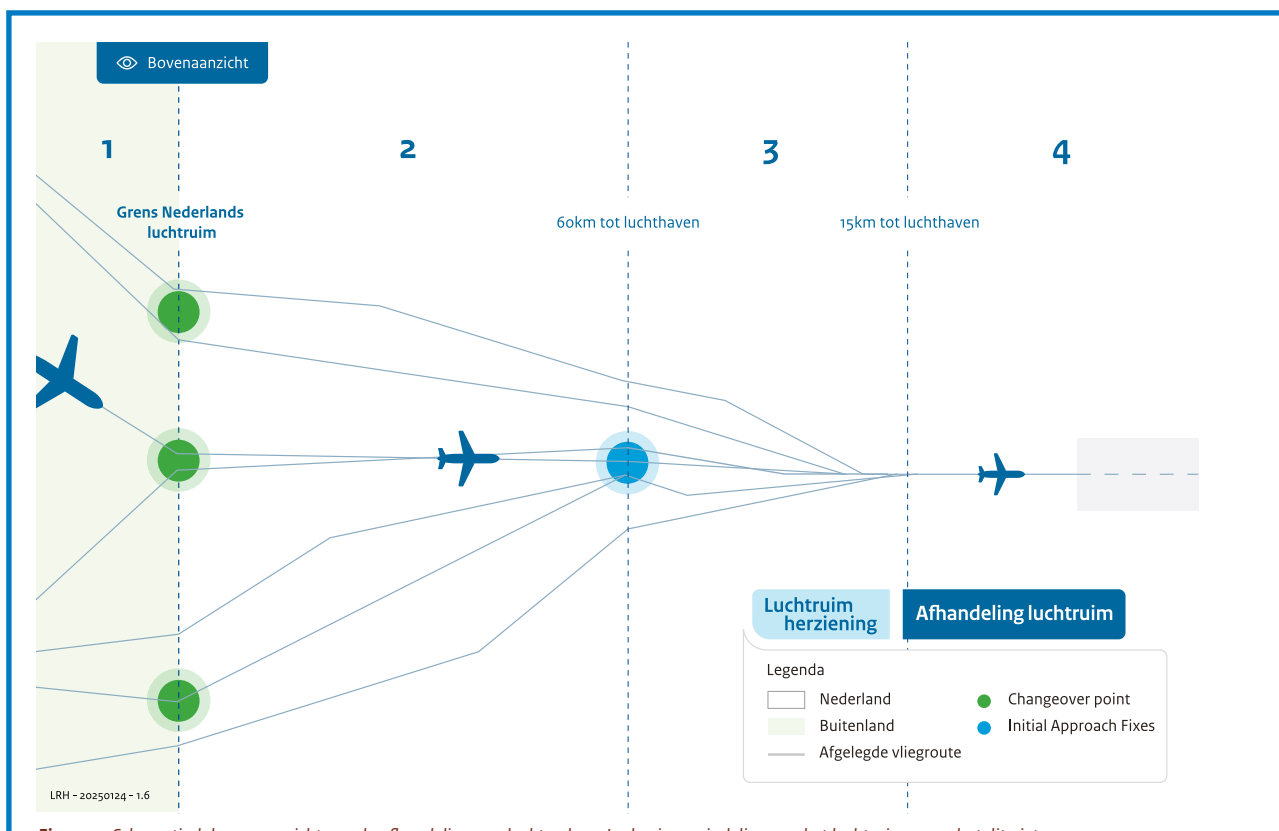 Bovenaanzicht
1
2
3
4
Grens Nederlands
luchtruim
60km tot luchthaven
15km tot luchthaven
Luchtruim
herziening
Afhandeling luchtruim
Legenda
Nederland
Changeover point
Buitenland
Initial Approach Fixes
Afgelegde vliegroute
LRH - 20250124 - 1.6